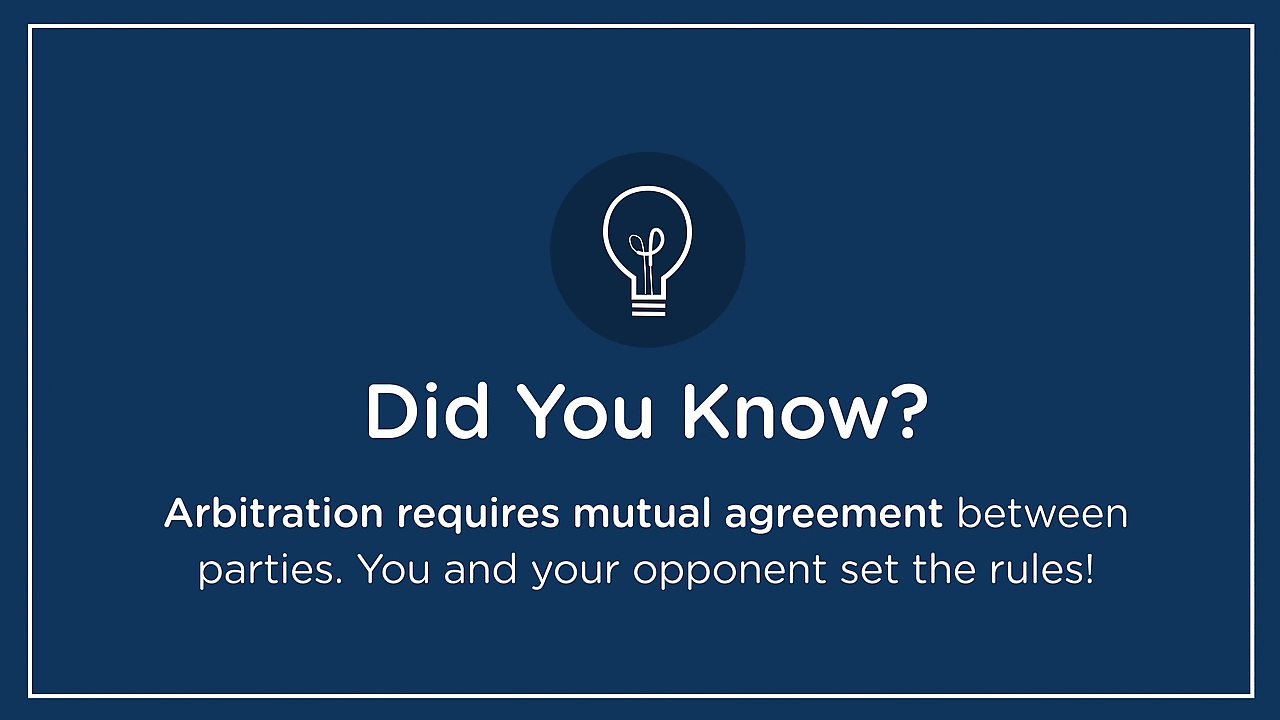 Did You Know?
Arbitration requires mutual agreement between
parties. You and your opponent set the rules!